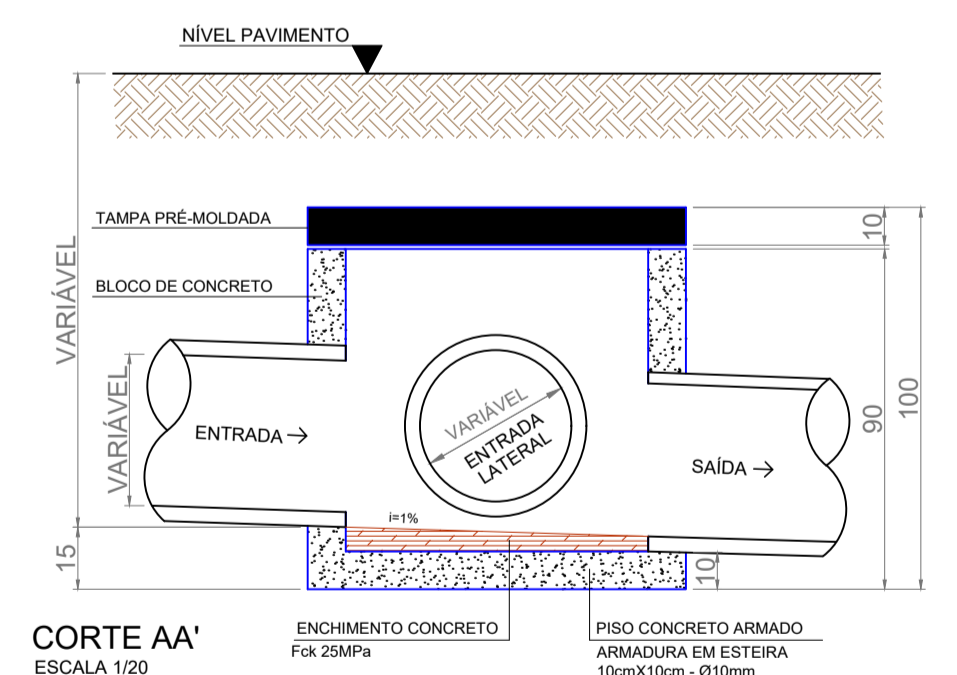 NÍVEL PAVIMENTO
TAMPA PRÉ-MOLDADA
10
BLOCO DE CONCRETO
VARIÁVEL
VARIÁVEL
ENTRADA →
VARIÁVEL
ENTRADA
LATERAL
SAÍDA →
90
100
i=1%
15
10
CORTE AA'
ESCALA 1/20
ENCHIMENTO CONCRETO
Fck 25MPa
PISO CONCRETO ARMADO
ARMADURA EM ESTEIRA
10cmX10cm - Ø10mm